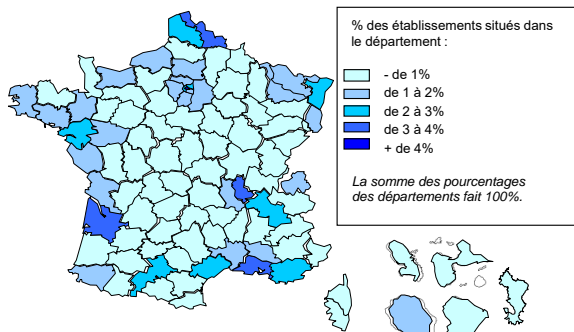 % des établissements situés dans
le département :
- de 1%
de 1 à 2%
de 2 à 3%
de 3 à 4%
+ de 4%
La somme des pourcentages
des départements fait 100%.